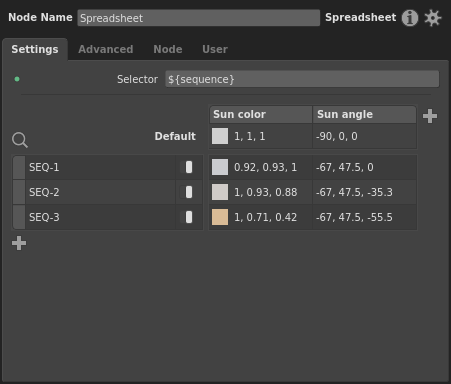 Node Name Spreadsheet Spreadsheet
Settings Advanced Node User
Selector ${sequence}
Sun color Sun angle
Default 1, 1, 1 -90, 0, 0
SEQ-1 0.92, 0.93, 1 -67, 47.5, 0
SEQ-2 1, 0.93, 0.88 -67, 47.5, -35.3
SEQ-3 1, 0.71, 0.42 -67, 47.5, -55.5